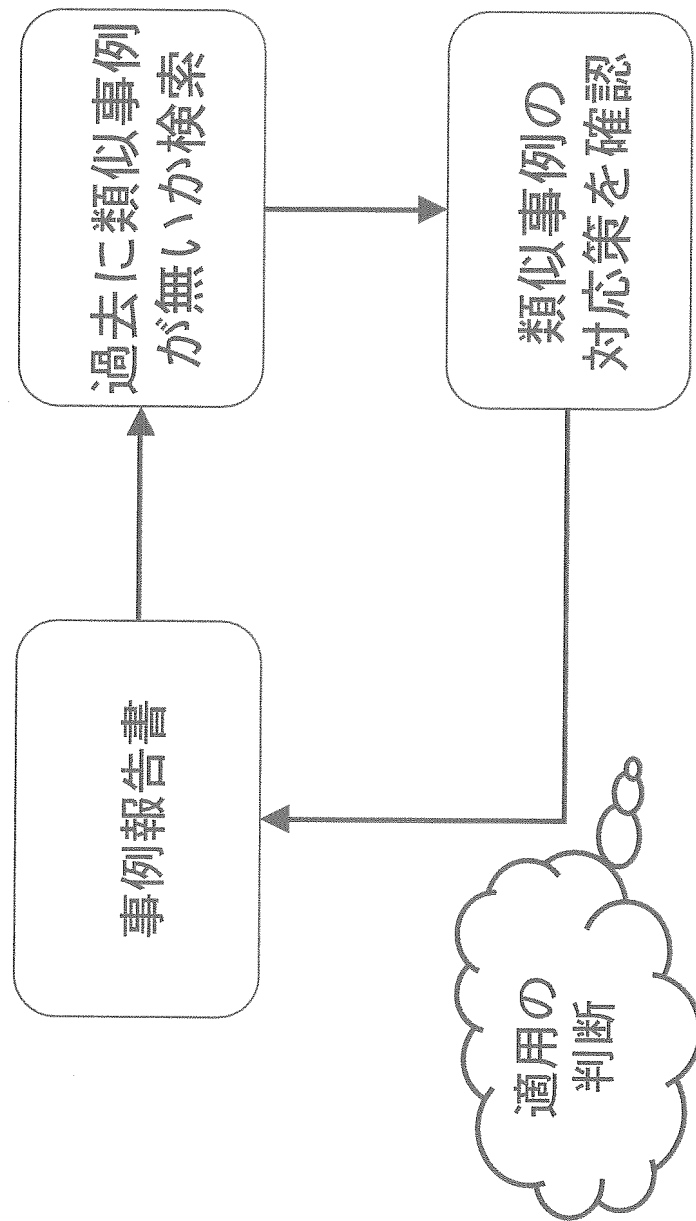 事例報告書
過去に類似事例
が無いか検索
類似事例の
対応策を確認
適用の
判断